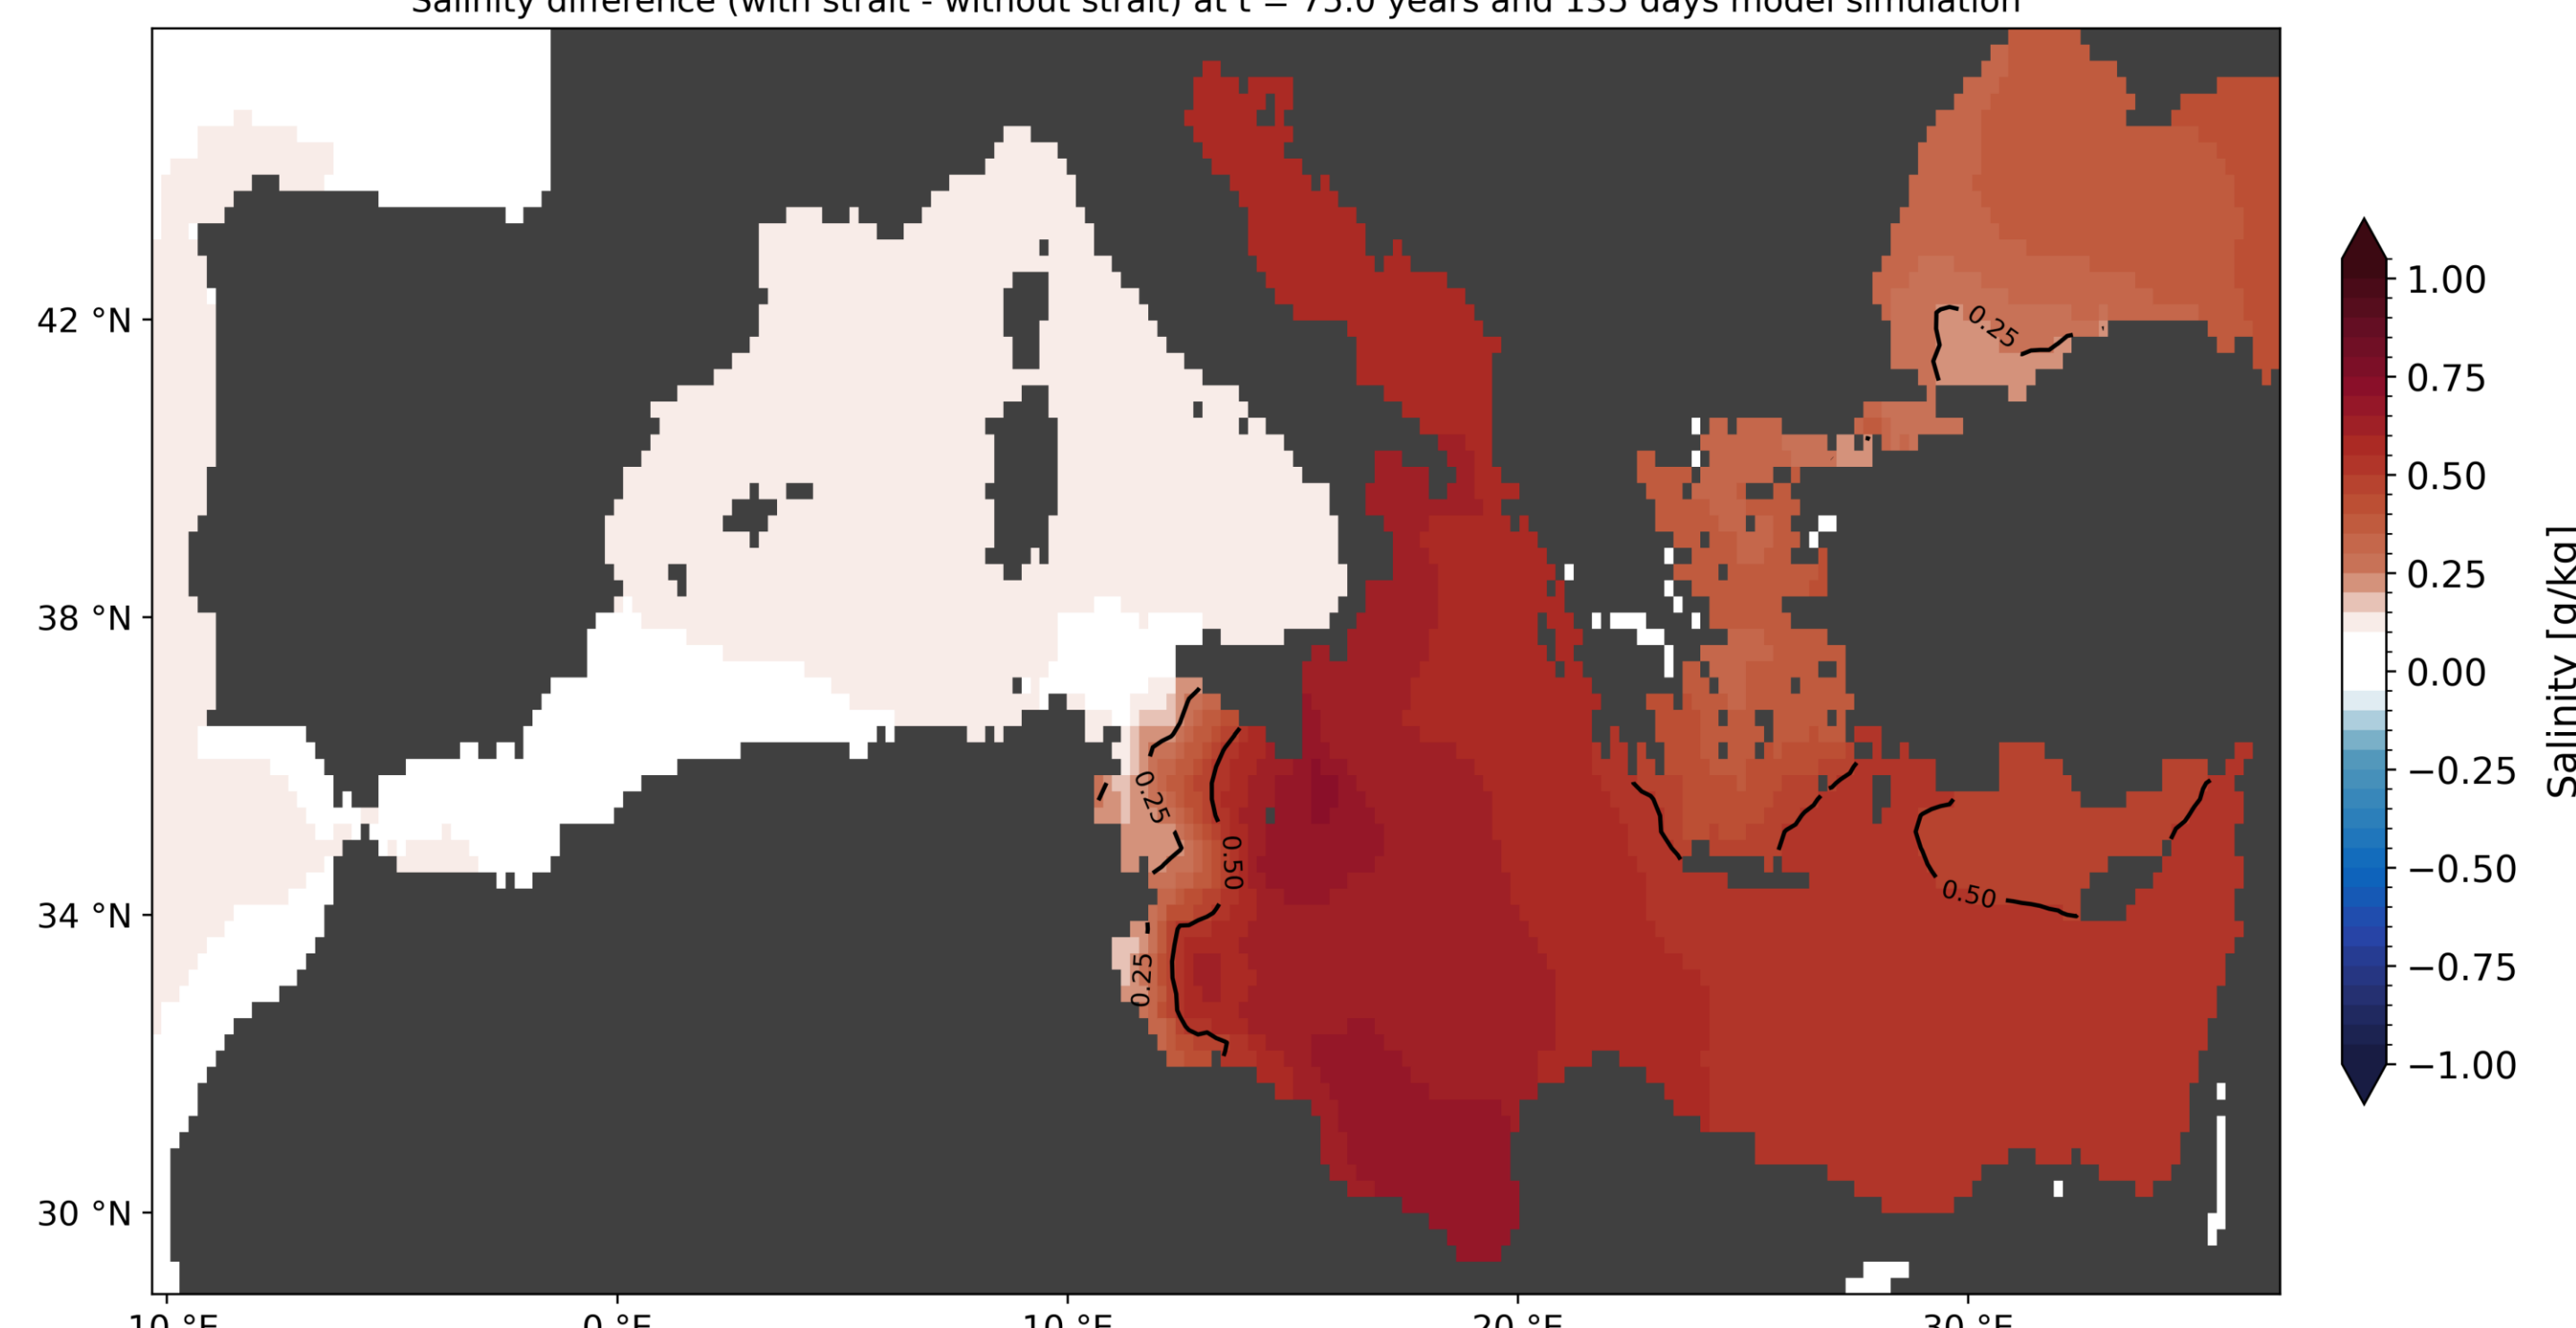 Salinity difference (with strait - without strait) at t = 75.0 years and 135 days model simulation
42 °N
38 °N
34 °N
30 °N
10 °E
0 °E
10 °E
20 °E
30 °E
0.25
0.25
0.50
0.25
0.50
1.00
0.75
0.50
0.25
0.00
−0.25
−0.50
−0.75
−1.00
Salinity [g/kg]